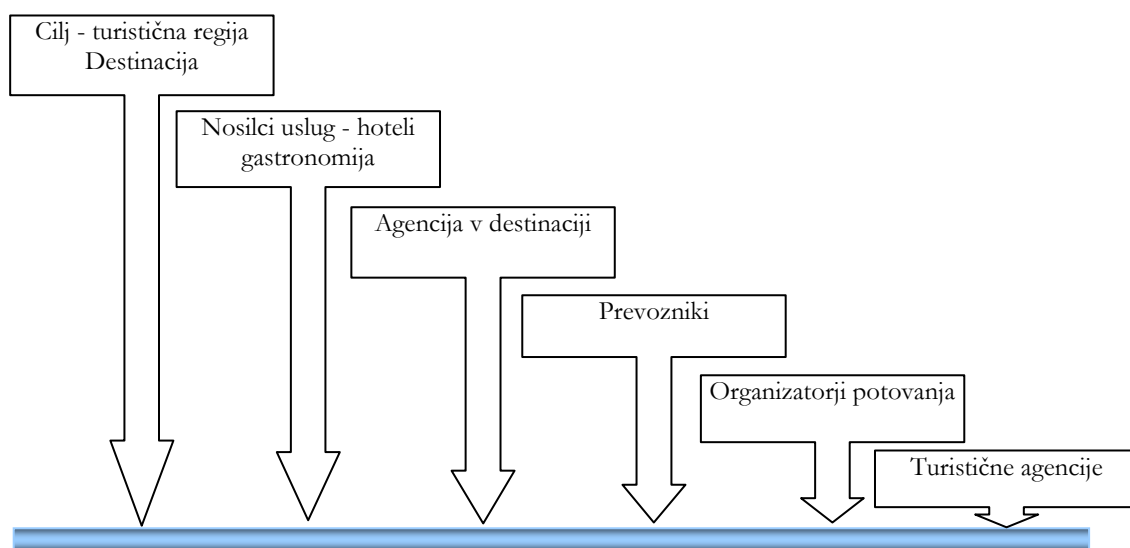 Cilj - turistična regija
Destinacija
Nosilci uslug - hoteli
gastronomija
Agencija v destinaciji
Prevozniki
Organizatorji potovanja
Turistične agencije